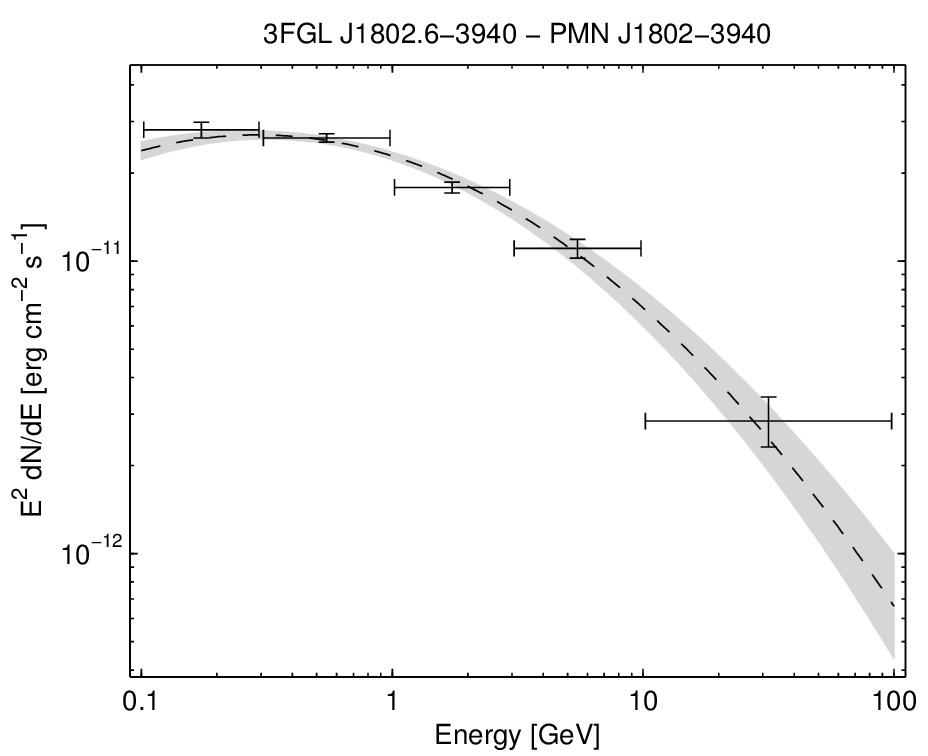 3FGL J1802.6−3940 − PMN J1802−3940
E² dN/dE [erg cm⁻² s⁻¹]
10⁻¹¹
10⁻¹²
0.1 1 10 100
Energy [GeV]